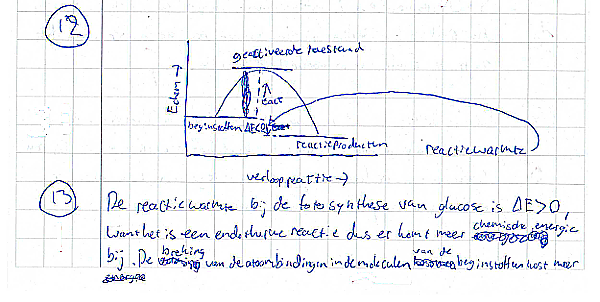 12
geactiveerde toestand
Echem →
Eact
beginstoffen ΔE<0
reactieproducten
reactiewarmte
verloop reactie →
13 De reactiewarmte bij de fotosynthese van glucose is ΔE>0,
want het is een endotherme reactie dus er komt meer chemische energie
bij. De breking van de atoombindingen in de moleculen van de beginstoffen kost meer
energie